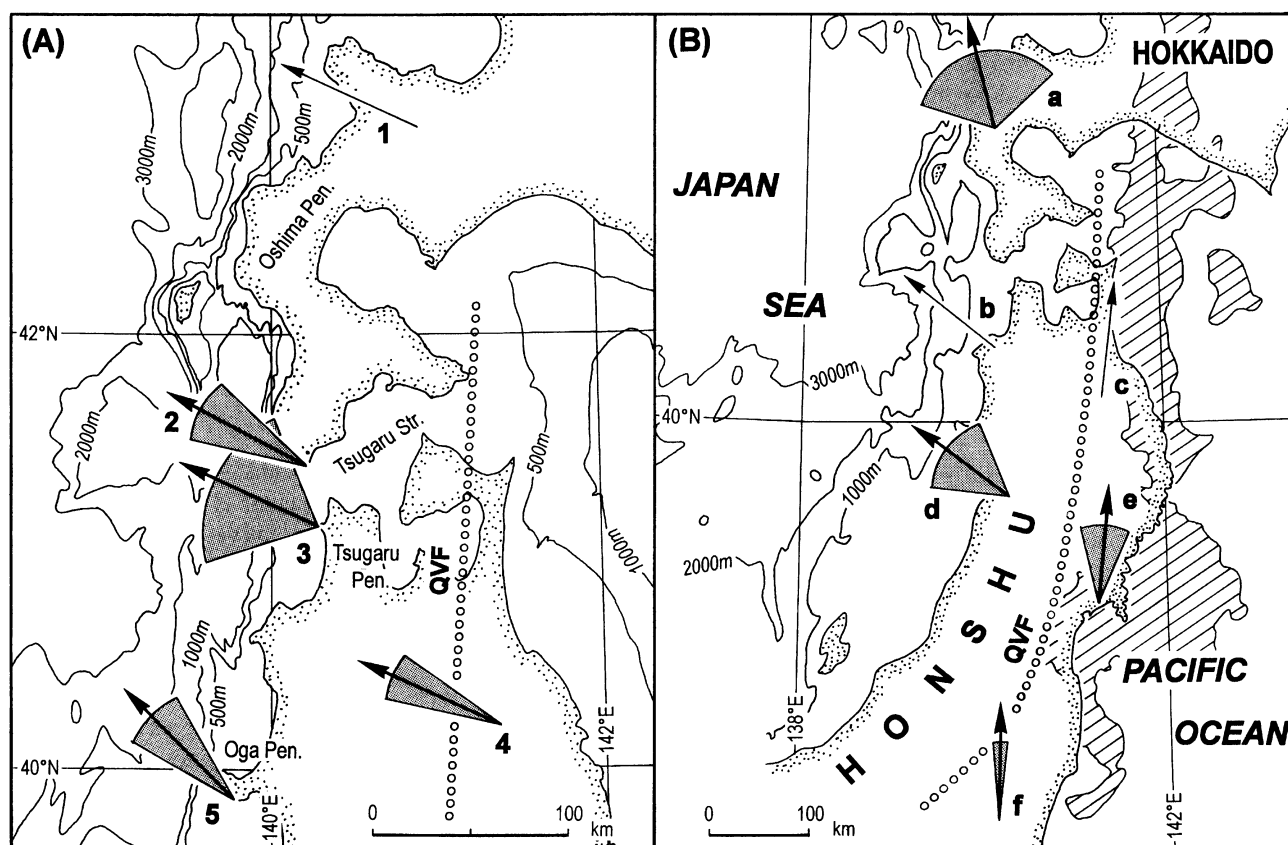 (A)
1
3000m
2000m
500m
Oshima Pen.
42°N
2000m
2
Tsugaru Str.
500m
1000m
3
Tsugaru
Pen.
QVF
1000m
500m
4
142°E
Oga Pen.
40°N
5
140°E
0
100
km
(B)
HOKKAIDO
a
JAPAN
SEA
b
3000m
c
40°N
1000m
d
e
2000m
HONSHU
QVF
PACIFIC
OCEAN
138°E
f
142°E
0
100
km